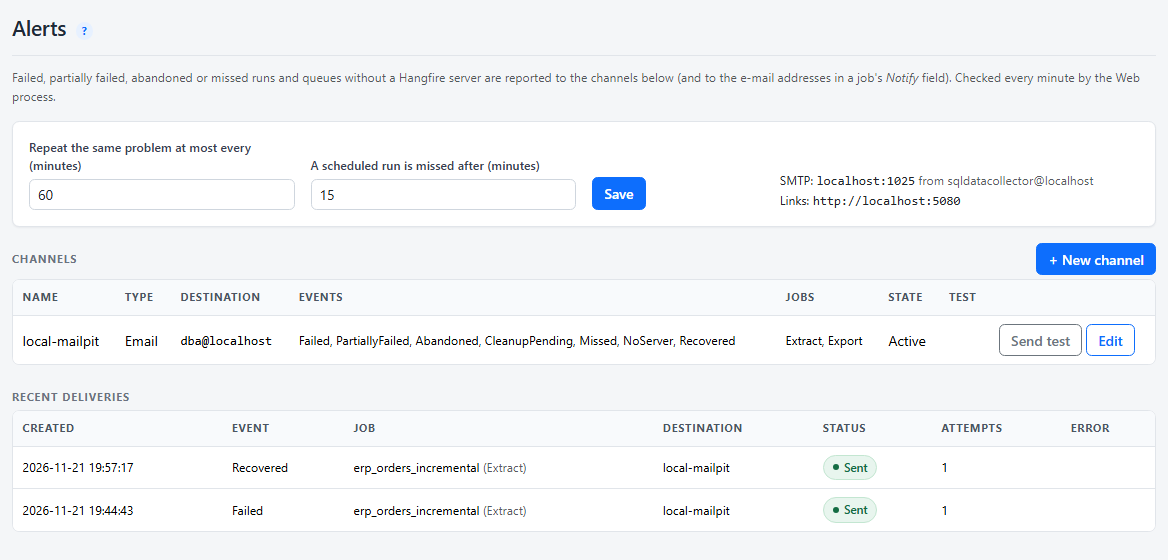 Alerts ?
Failed, partially failed, abandoned or missed runs and queues without a Hangfire server are reported to the channels below (and to the e-mail addresses in a job's Notify field). Checked every minute by the Web
process.
Repeat the same problem at most every
(minutes)
A scheduled run is missed after (minutes)
60
15
Save
SMTP: localhost:1025 from sqldatacollector@localhost
Links: http://localhost:5080
CHANNELS
+ New channel
NAME TYPE DESTINATION EVENTS JOBS STATE TEST
local-mailpit Email dba@localhost Failed, PartiallyFailed, Abandoned, CleanupPending, Missed, NoServer, Recovered Extract, Export Active Send test Edit
RECENT DELIVERIES
CREATED EVENT JOB DESTINATION STATUS ATTEMPTS ERROR
2026-11-21 19:57:17 Recovered erp_orders_incremental (Extract) local-mailpit Sent 1
2026-11-21 19:44:43 Failed erp_orders_incremental (Extract) local-mailpit Sent 1